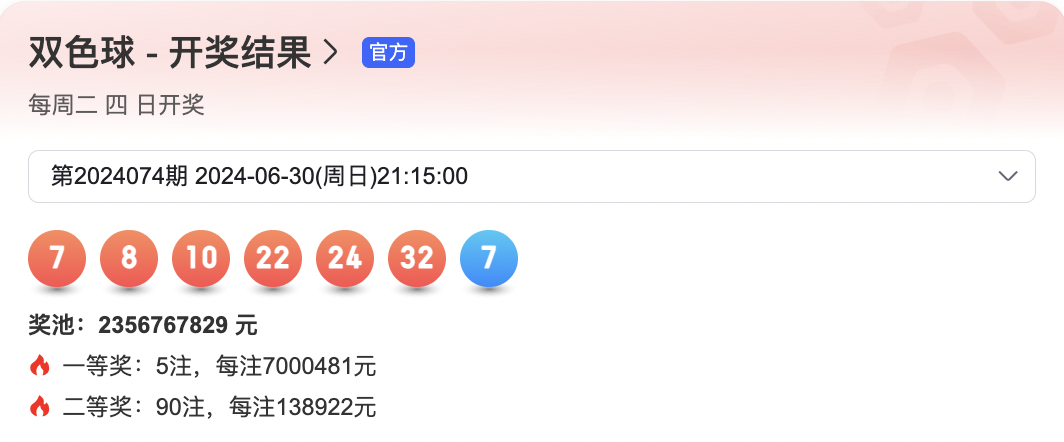 双色球 - 开奖结果 官方
每周二 四 日开奖
第2024074期 2024-06-30(周日)21:15:00
7 8 10 22 24 32 7
奖池：2356767829 元
一等奖：5注，每注7000481元
二等奖：90注，每注138922元